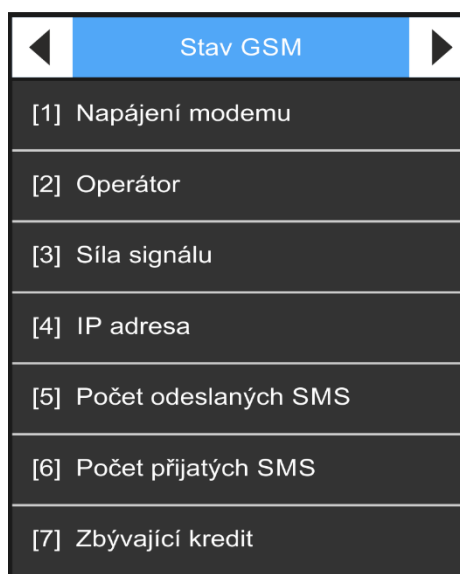 Stav GSM
[1] Napájení modemu
[2] Operátor
[3] Síla signálu
[4] IP adresa
[5] Počet odeslaných SMS
[6] Počet přijatých SMS
[7] Zbývající kredit